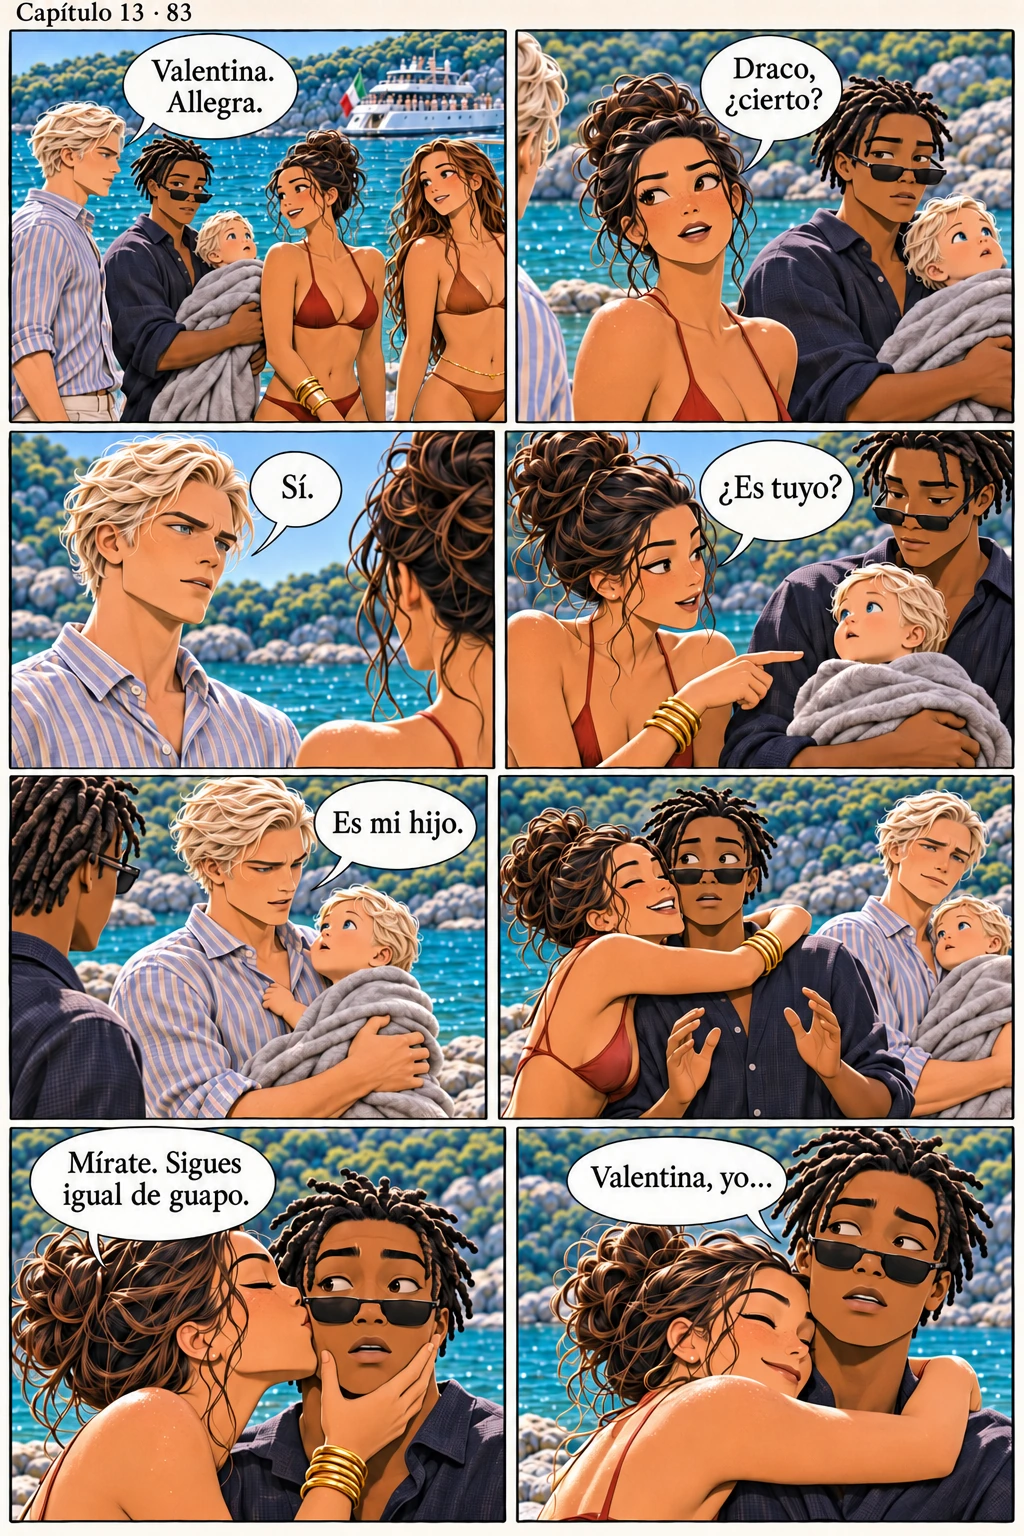 Capítulo 13 · 83
Valentina.
Allegra.
Draco,
¿cierto?
Sí.
¿Es tuyo?
Es mi hijo.
Mírate. Sigues
igual de guapo.
Valentina, yo...